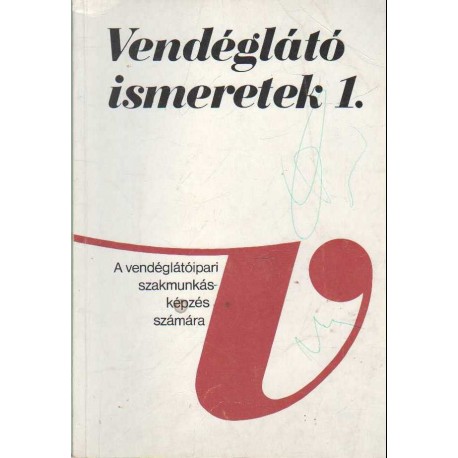 Vendéglátó
ismeretek 1.
A vendéglátóipari
szakmunkás-
képzés
számára
v